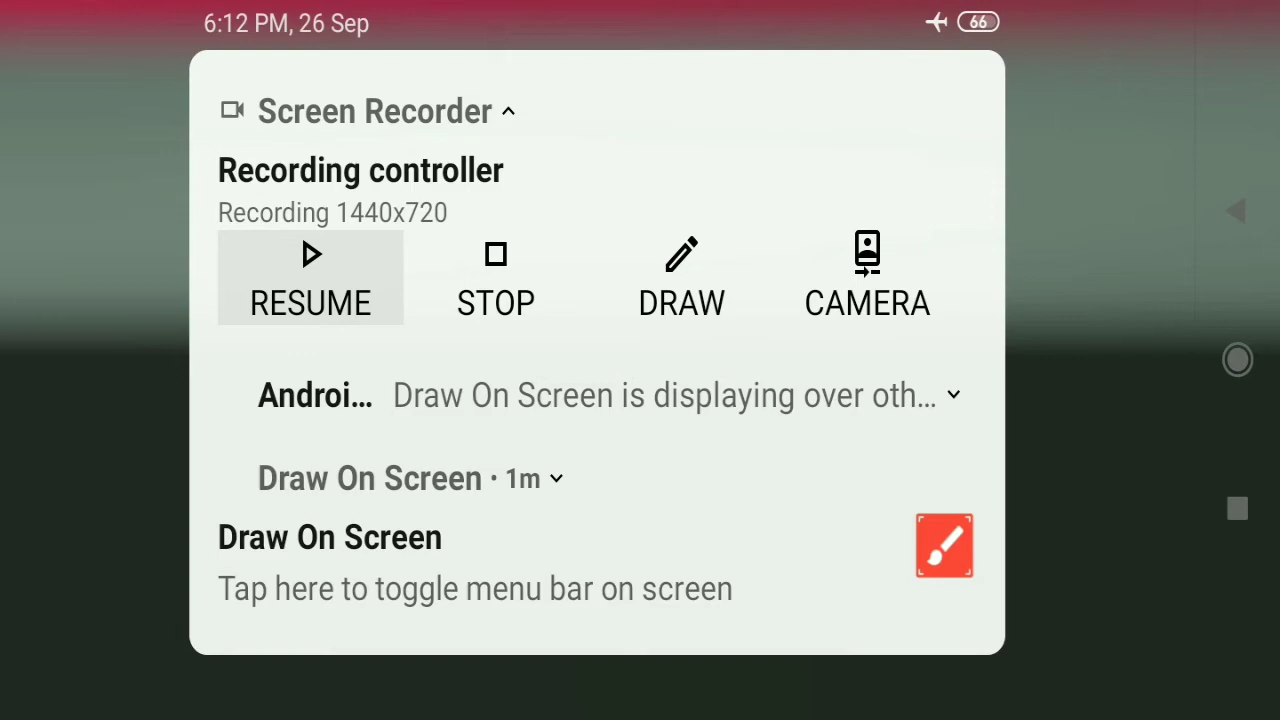 6:12 PM, 26 Sep
66
Screen Recorder
Recording controller
Recording 1440x720
RESUME STOP DRAW CAMERA
Androi... Draw On Screen is displaying over oth...
Draw On Screen · 1m
Draw On Screen
Tap here to toggle menu bar on screen